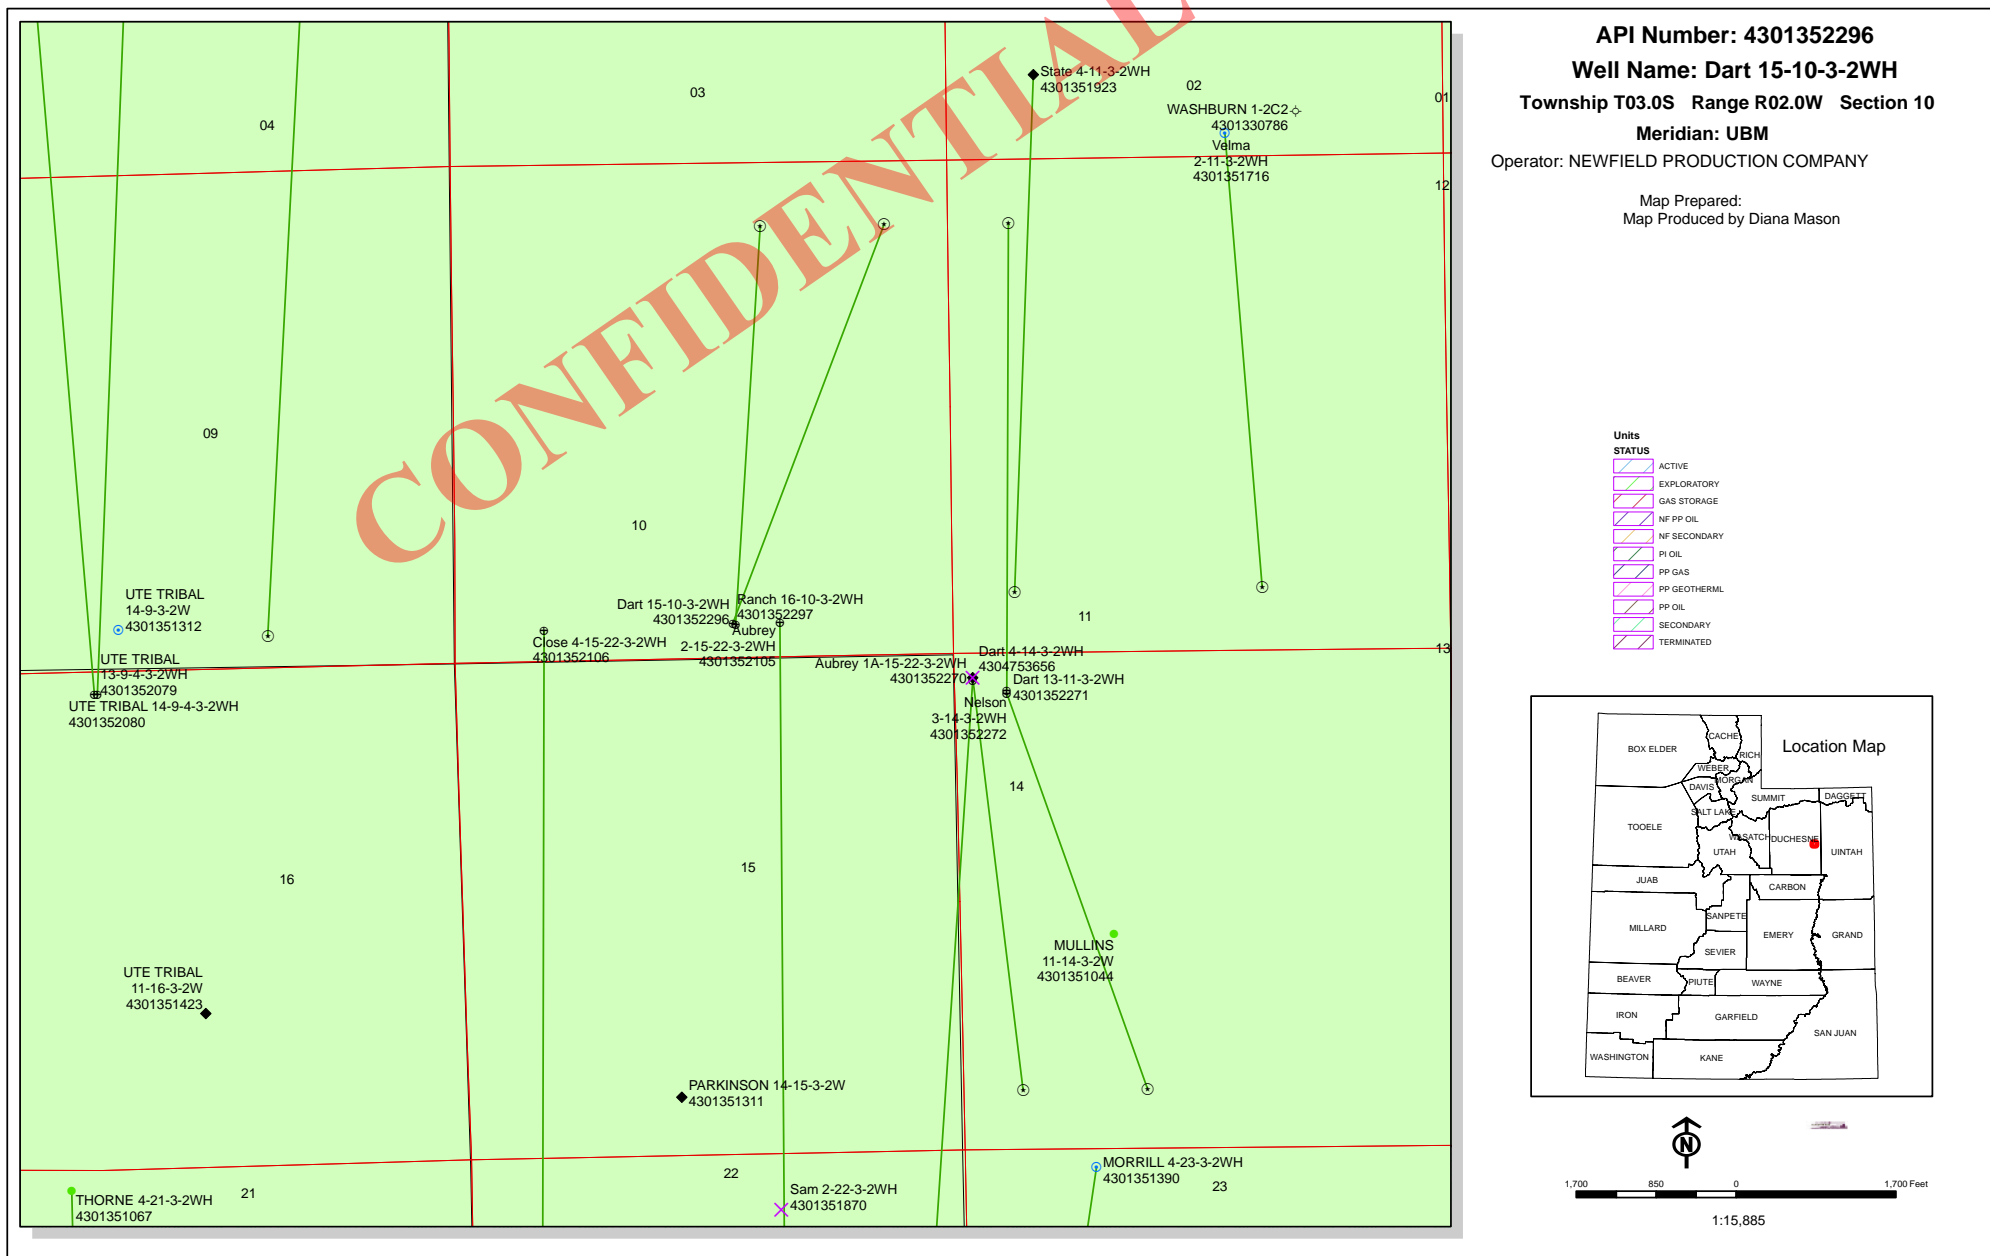 API Number: 4301352296
Well Name: Dart 15-10-3-2WH
Township T03.0S Range R02.0W Section 10
Meridian: UBM
Operator: NEWFIELD PRODUCTION COMPANY
Map Prepared:
Map Produced by Diana Mason
CONFIDENTIAL
State 4-11-3-2WH
4301351923
03
02
01
04
WASHBURN 1-2C2
4301330786
Velma
2-11-3-2WH
4301351716
12
09
10
11
13
UTE TRIBAL
14-9-3-2W
4301351312
Dart 15-10-3-2WH
4301352296
Ranch 16-10-3-2WH
4301352297
Close 4-15-22-3-2WH
4301352106
Aubrey
2-15-22-3-2WH
4301352105
UTE TRIBAL
13-9-4-3-2WH
4301352079
UTE TRIBAL 14-9-4-3-2WH
4301352080
Aubrey 1A-15-22-3-2WH
4301352270
Dart 4-14-3-2WH
4304753656
Dart 13-11-3-2WH
4301352271
Nelson
3-14-3-2WH
4301352272
14
15
16
MULLINS
11-14-3-2W
4301351044
UTE TRIBAL
11-16-3-2W
4301351423
PARKINSON 14-15-3-2W
4301351311
MORRILL 4-23-3-2WH
4301351390
22
23
21
THORNE 4-21-3-2WH
4301351067
Sam 2-22-3-2WH
4301351870
Units
STATUS
ACTIVE
EXPLORATORY
GAS STORAGE
NF PP OIL
NF SECONDARY
PI OIL
PP GAS
PP GEOTHERML
PP OIL
SECONDARY
TERMINATED
Location Map
BOX ELDER
CACHE
RICH
WEBER
MORGAN
DAVIS
SUMMIT
DAGGETT
SALT LAKE
TOOELE
WASATCH
DUCHESNE
UTAH
UINTAH
JUAB
CARBON
SANPETE
MILLARD
EMERY
GRAND
SEVIER
BEAVER
PIUTE
WAYNE
IRON
GARFIELD
SAN JUAN
WASHINGTON
KANE
N
1,700 850 0 1,700 Feet
1:15,885